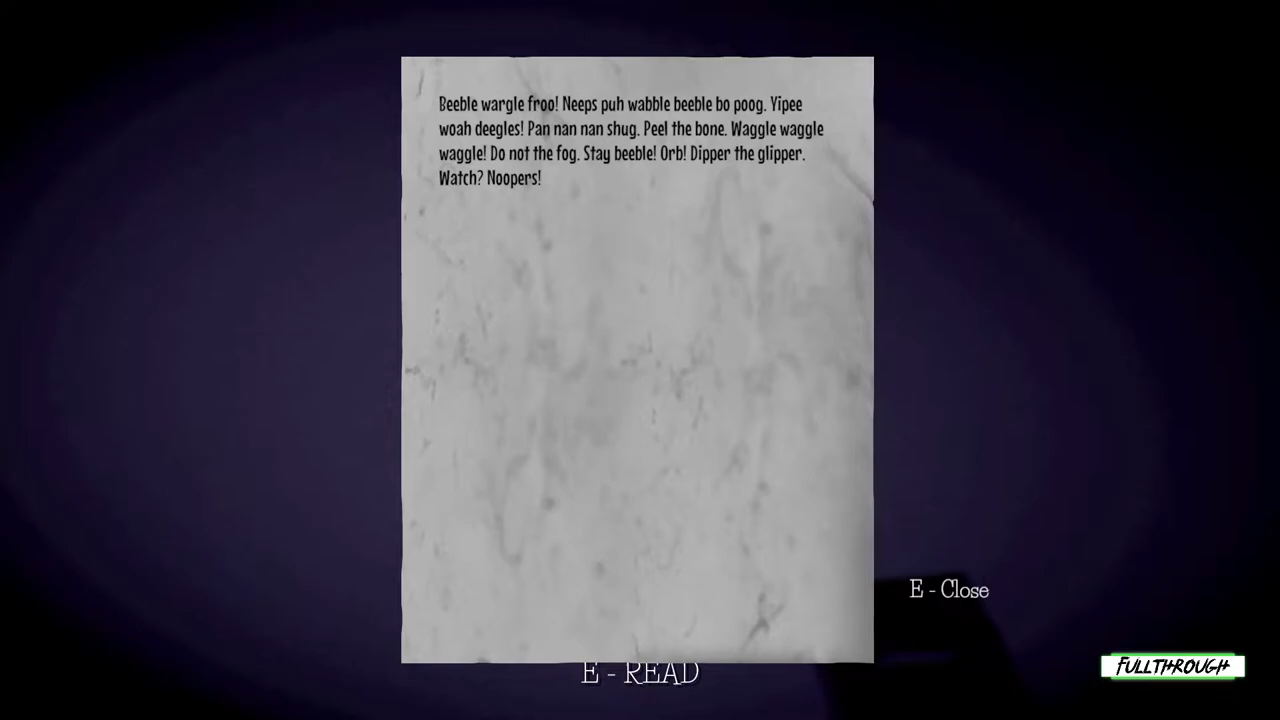 Beeble wargle froo! Neeps puh wabble beeble bo poog. Yipee
woah deegles! Pan nan nan shug. Peel the bone. Waggle waggle
waggle! Do not the fog. Stay beeble! Orb! Dipper the glipper.
Watch? Noopers!
E - Close
E - READ
FULLTHROUGH